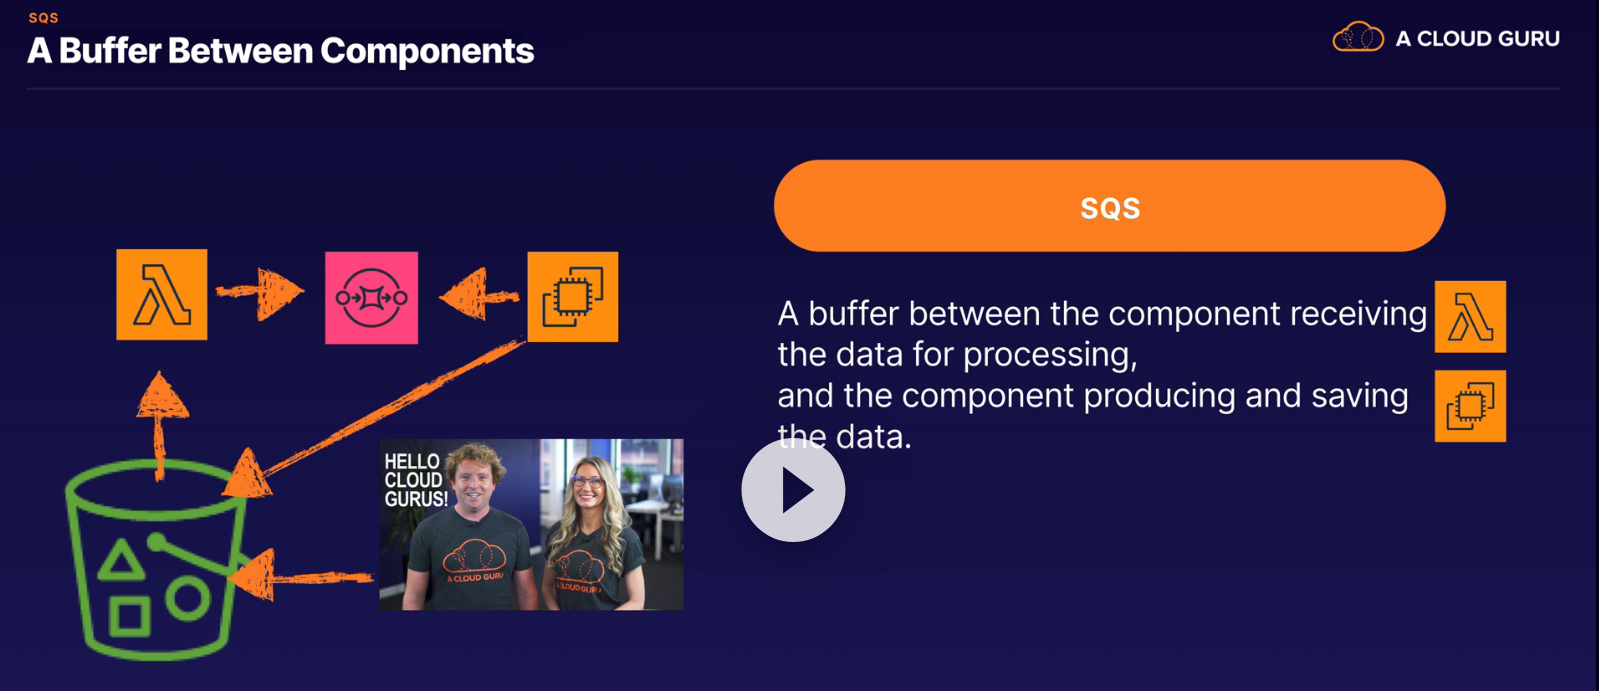 SQS
A Buffer Between Components
A CLOUD GURU
SQS
A buffer between the component receiving
the data for processing,
and the component producing and saving
the data.
HELLO
CLOUD
GURUS!
A CLOUD GURU
A CLOUD GURU